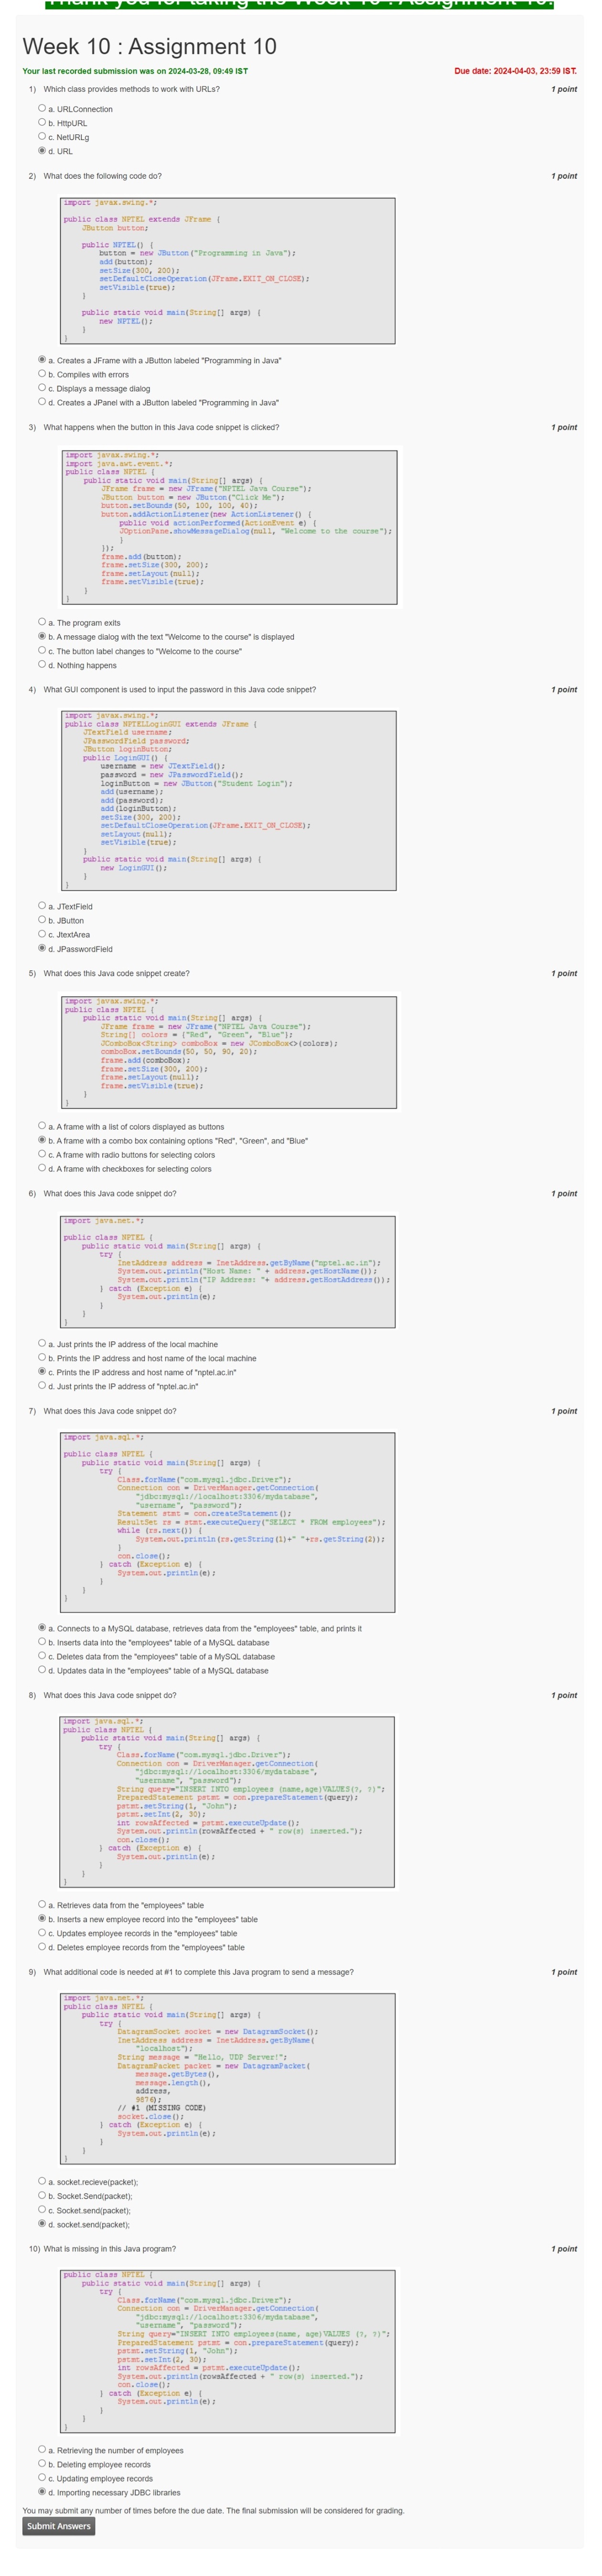 Thank you for taking the Week 10 : Assignment 10.
Week 10 : Assignment 10
Your last recorded submission was on 2024-03-28, 09:49 IST Due date: 2024-04-03, 23:59 IST.
1) Which class provides methods to work with URLs? 1 point
a. URLConnection
b. HttpURL
c. NetURLg
d. URL
2) What does the following code do? 1 point
import javax.swing.*;
public class NPTEL extends JFrame {
JButton button;
public NPTEL() {
button = new JButton("Programming in Java");
add(button);
setSize(300, 200);
setDefaultCloseOperation(JFrame.EXIT_ON_CLOSE);
setVisible(true);
}
public static void main(String[] args) {
new NPTEL();
}
}
a. Creates a JFrame with a JButton labeled "Programming in Java"
b. Compiles with errors
c. Displays a message dialog
d. Creates a JPanel with a JButton labeled "Programming in Java"
3) What happens when the button in this Java code snippet is clicked? 1 point
import javax.swing.*;
import java.awt.event.*;
public class NPTEL {
public static void main(String[] args) {
JFrame frame = new JFrame("NPTEL Java Course");
JButton button = new JButton("Click Me");
button.setBounds(50, 100, 100, 40);
button.addActionListener(new ActionListener() {
public void actionPerformed(ActionEvent e) {
JOptionPane.showMessageDialog(null, "Welcome to the course");
}
});
frame.add(button);
frame.setSize(300, 200);
frame.setLayout(null);
frame.setVisible(true);
}
}
a. The program exits
b. A message dialog with the text "Welcome to the course" is displayed
c. The button label changes to "Welcome to the course"
d. Nothing happens
4) What GUI component is used to input the password in this Java code snippet? 1 point
import javax.swing.*;
public class NPTELLoginGUI extends JFrame {
JTextField username;
JPasswordField password;
JButton loginButton;
public LoginGUI() {
username = new JTextField();
password = new JPasswordField();
loginButton = new JButton("Student Login");
add(username);
add(password);
add(loginButton);
setSize(300, 200);
setDefaultCloseOperation(JFrame.EXIT_ON_CLOSE);
setLayout(null);
setVisible(true);
}
public static void main(String[] args) {
new LoginGUI();
}
}
a. JTextField
b. JButton
c. JtextArea
d. JPasswordField
5) What does this Java code snippet create? 1 point
import javax.swing.*;
public class NPTEL {
public static void main(String[] args) {
JFrame frame = new JFrame("NPTEL Java Course");
String[] colors = {"Red", "Green", "Blue"};
JComboBox<String> comboBox = new JComboBox<>(colors);
comboBox.setBounds(50, 50, 90, 20);
frame.add(comboBox);
frame.setSize(300, 200);
frame.setLayout(null);
frame.setVisible(true);
}
}
a. A frame with a list of colors displayed as buttons
b. A frame with a combo box containing options "Red", "Green", and "Blue"
c. A frame with radio buttons for selecting colors
d. A frame with checkboxes for selecting colors
6) What does this Java code snippet do? 1 point
import java.net.*;
public class NPTEL {
public static void main(String[] args) {
try {
InetAddress address = InetAddress.getByName("nptel.ac.in");
System.out.println("Host Name: " + address.getHostName());
System.out.println("IP Address: "+ address.getHostAddress());
} catch (Exception e) {
System.out.println(e);
}
}
}
a. Just prints the IP address of the local machine
b. Prints the IP address and host name of the local machine
c. Prints the IP address and host name of "nptel.ac.in"
d. Just prints the IP address of "nptel.ac.in"
7) What does this Java code snippet do? 1 point
import java.sql.*;
public class NPTEL {
public static void main(String[] args) {
try {
Class.forName("com.mysql.jdbc.Driver");
Connection con = DriverManager.getConnection(
"jdbc:mysql://localhost:3306/mydatabase",
"username", "password");
Statement stmt = con.createStatement();
ResultSet rs = stmt.executeQuery("SELECT * FROM employees");
while (rs.next()) {
System.out.println(rs.getString(1)+" "+rs.getString(2));
}
con.close();
} catch (Exception e) {
System.out.println(e);
}
}
}
a. Connects to a MySQL database, retrieves data from the "employees" table, and prints it
b. Inserts data into the "employees" table of a MySQL database
c. Deletes data from the "employees" table of a MySQL database
d. Updates data in the "employees" table of a MySQL database
8) What does this Java code snippet do? 1 point
import java.sql.*;
public class NPTEL {
public static void main(String[] args) {
try {
Class.forName("com.mysql.jdbc.Driver");
Connection con = DriverManager.getConnection(
"jdbc:mysql://localhost:3306/mydatabase",
"username", "password");
String query="INSERT INTO employees (name,age)VALUES(?, ?)";
PreparedStatement pstmt = con.prepareStatement(query);
pstmt.setString(1, "John");
pstmt.setInt(2, 30);
int rowsAffected = pstmt.executeUpdate();
System.out.println(rowsAffected + " row(s) inserted.");
con.close();
} catch (Exception e) {
System.out.println(e);
}
}
}
a. Retrieves data from the "employees" table
b. Inserts a new employee record into the "employees" table
c. Updates employee records in the "employees" table
d. Deletes employee records from the "employees" table
9) What additional code is needed at #1 to complete this Java program to send a message? 1 point
import java.net.*;
public class NPTEL {
public static void main(String[] args) {
try {
DatagramSocket socket = new DatagramSocket();
InetAddress address = InetAddress.getByName(
"localhost");
String message = "Hello, UDP Server!";
DatagramPacket packet = new DatagramPacket(
message.getBytes(),
message.length(),
address,
9876);
// #1 (MISSING CODE)
socket.close();
} catch (Exception e) {
System.out.println(e);
}
}
}
a. socket.recieve(packet);
b. Socket.Send(packet);
c. Socket.send(packet);
d. socket.send(packet);
10) What is missing in this Java program? 1 point
public class NPTEL {
public static void main(String[] args) {
try {
Class.forName("com.mysql.jdbc.Driver");
Connection con = DriverManager.getConnection(
"jdbc:mysql://localhost:3306/mydatabase",
"username", "password");
String query="INSERT INTO employees(name, age)VALUES (?, ?)";
PreparedStatement pstmt = con.prepareStatement(query);
pstmt.setString(1, "John");
pstmt.setInt(2, 30);
int rowsAffected = pstmt.executeUpdate();
System.out.println(rowsAffected + " row(s) inserted.");
con.close();
} catch (Exception e) {
System.out.println(e);
}
}
}
a. Retrieving the number of employees
b. Deleting employee records
c. Updating employee records
d. Importing necessary JDBC libraries
You may submit any number of times before the due date. The final submission will be considered for grading.
Submit Answers